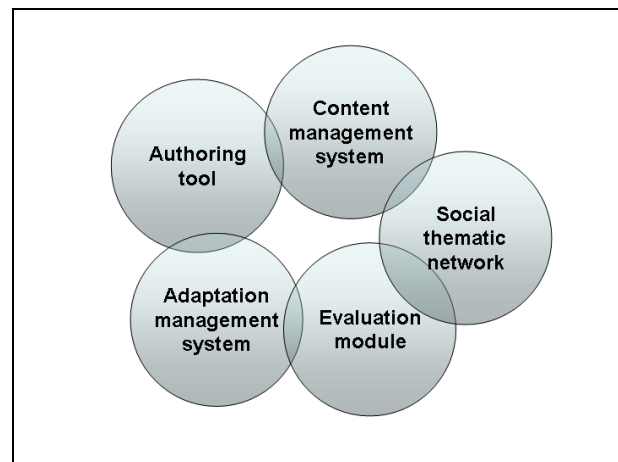 Content
management
system
Authoring
tool
Social
thematic
network
Adaptation
management
system
Evaluation
module